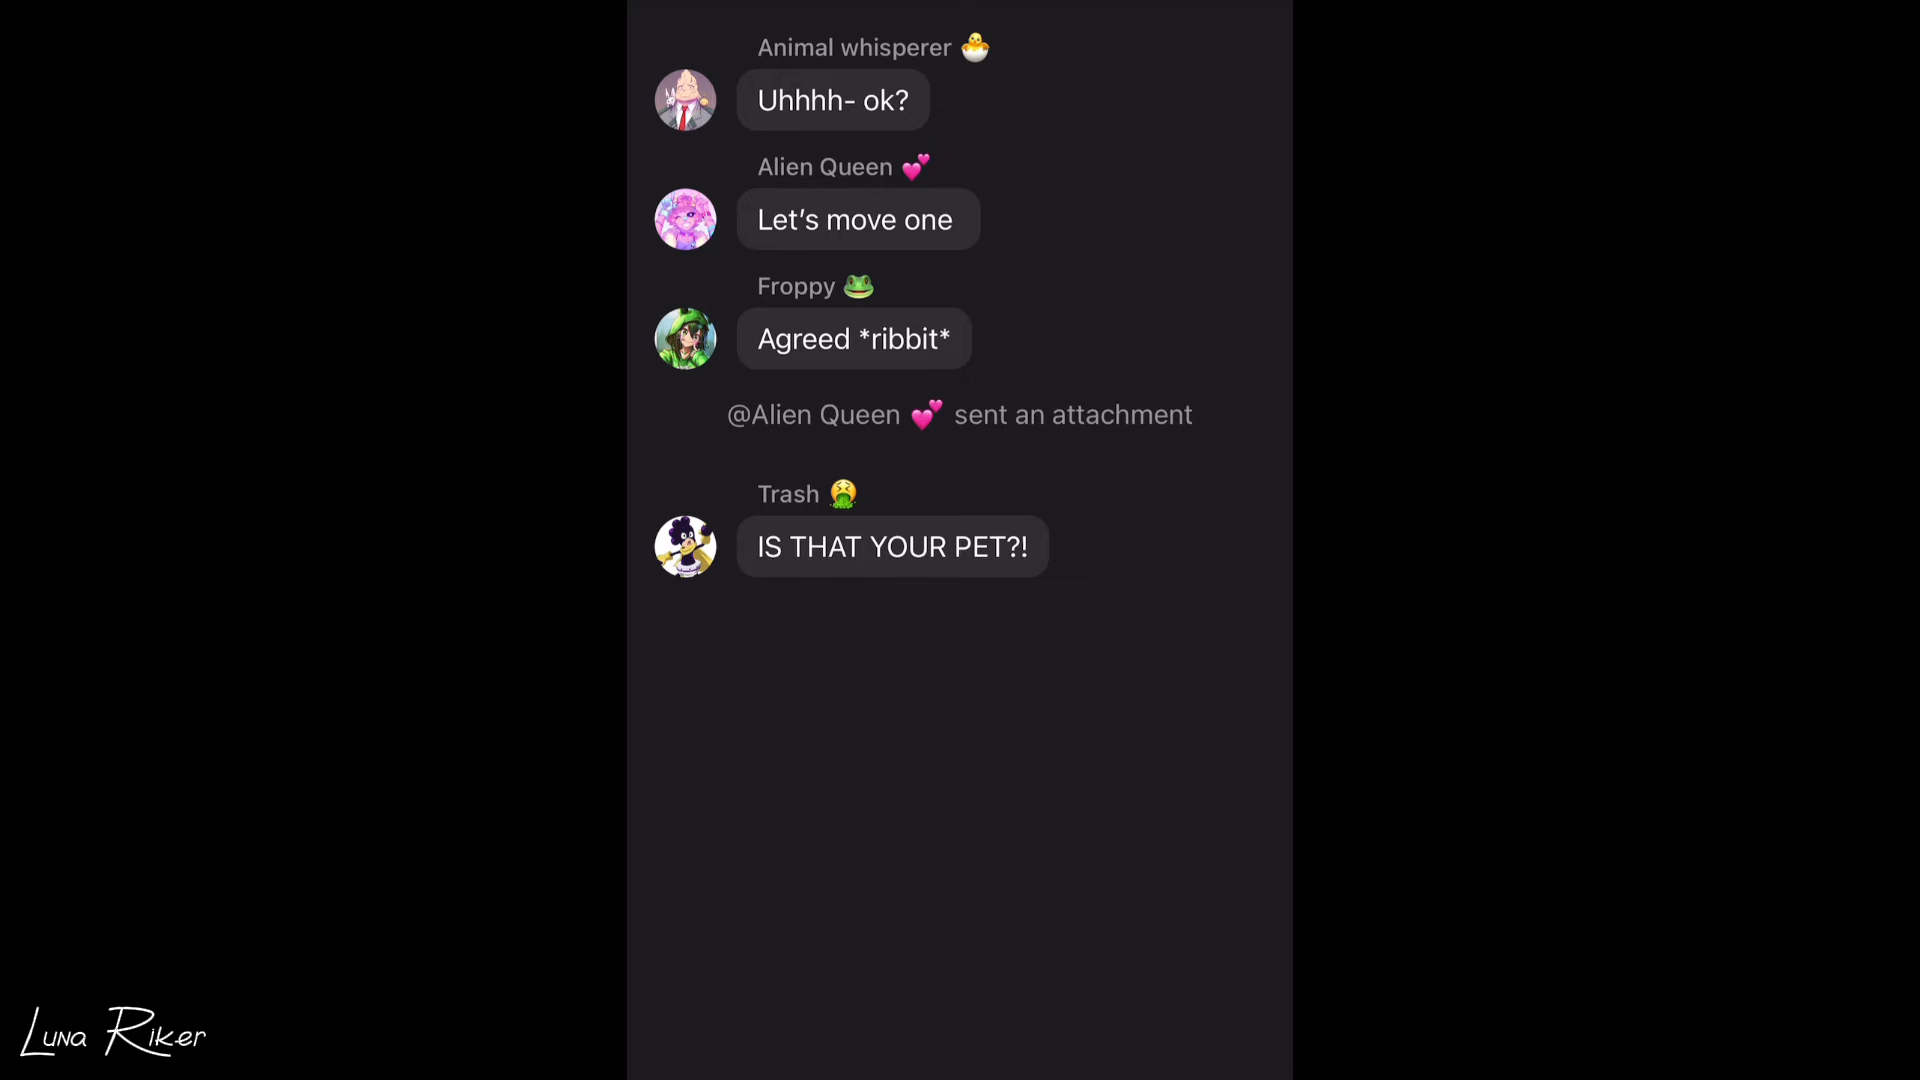 Animal whisperer 🐣
Uhhhh- ok?
Alien Queen 💕
Let’s move one
Froppy 🐸
Agreed *ribbit*
@Alien Queen 💕 sent an attachment
Trash 🤮
IS THAT YOUR PET?!
Luna Riker